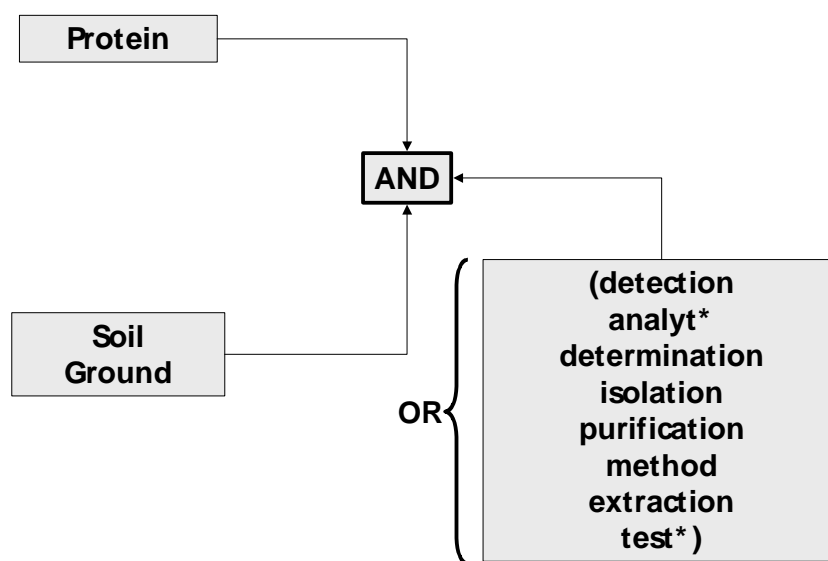 Protein
AND
Soil
Ground
OR
(detection
analyt*
determination
isolation
purification
method
extraction
test*)